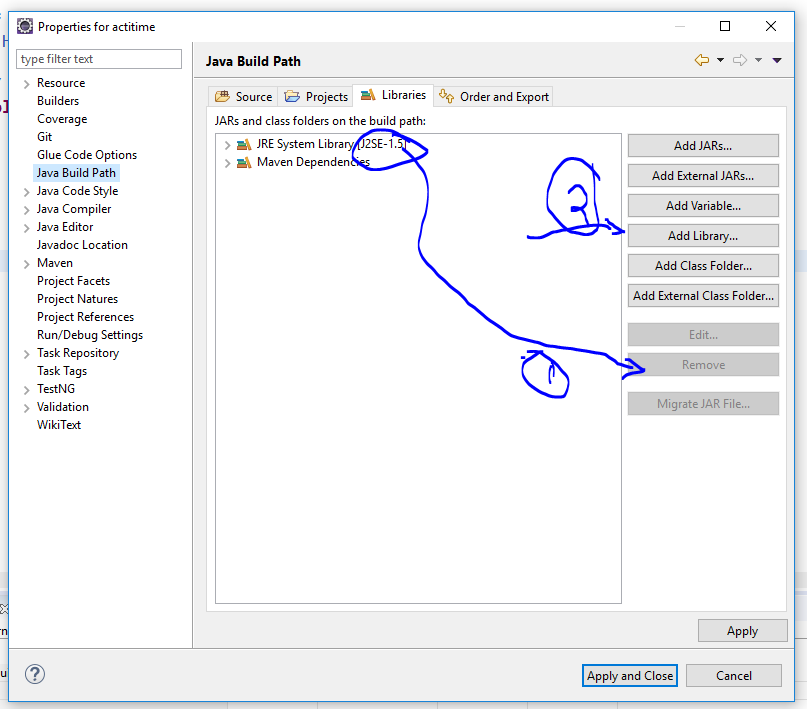 Properties for actitime
type filter text
Resource
Builders
Coverage
Git
Glue Code Options
Java Build Path
Java Code Style
Java Compiler
Java Editor
Javadoc Location
Maven
Project Facets
Project Natures
Project References
Run/Debug Settings
Task Repository
Task Tags
TestNG
Validation
WikiText
Java Build Path
Source Projects Libraries Order and Export
JARs and class folders on the build path:
JRE System Library [J2SE-1.5]
Maven Dependencies
Add JARs...
Add External JARs...
Add Variable...
Add Library...
Add Class Folder...
Add External Class Folder...
Edit...
Remove
Migrate JAR File...
2
1
Apply
?
Apply and Close Cancel